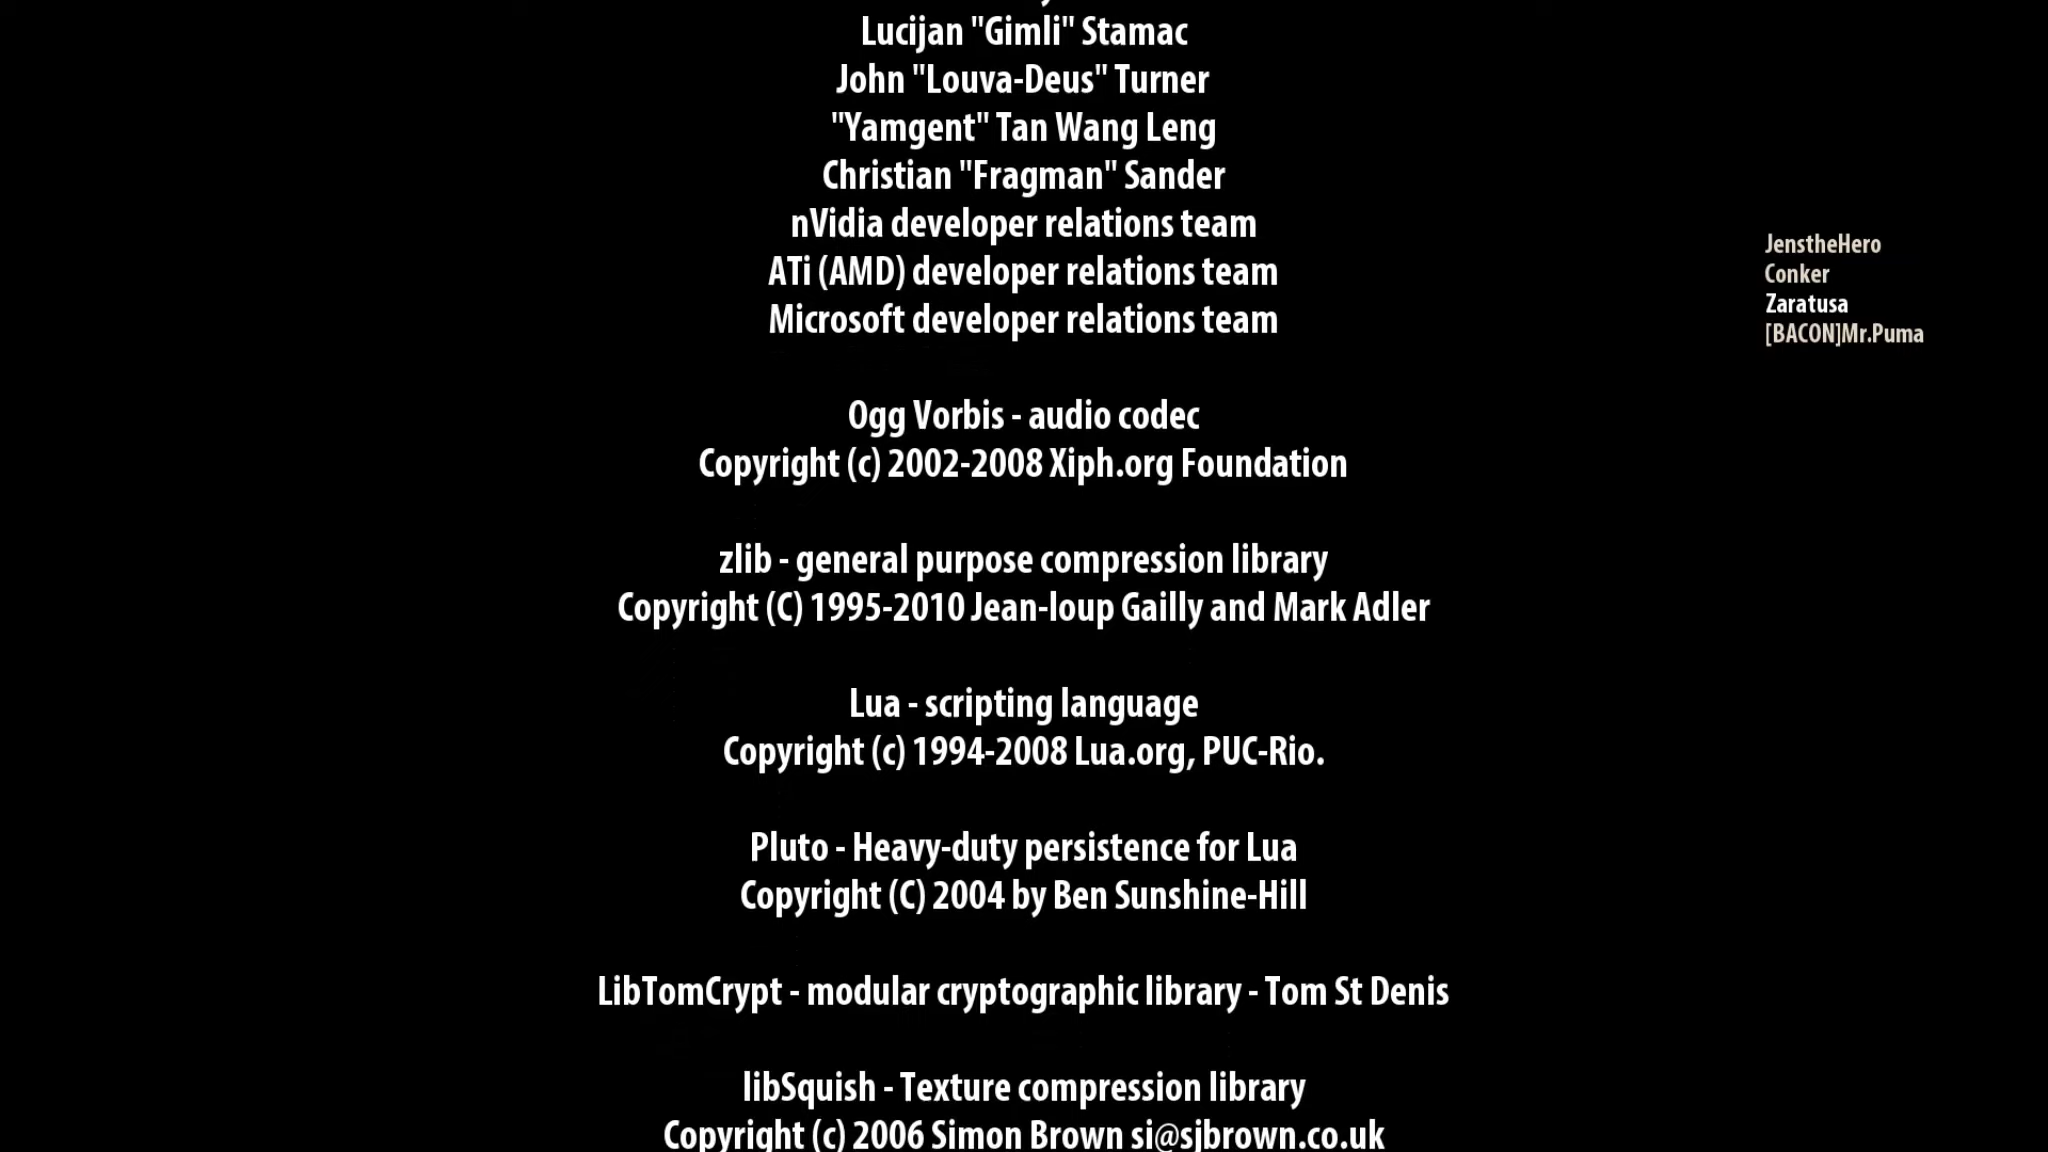 Lucijan "Gimli" Stamac
John "Louva-Deus" Turner
"Yamgent" Tan Wang Leng
Christian "Fragman" Sander
nVidia developer relations team
ATi (AMD) developer relations team
Microsoft developer relations team
Ogg Vorbis - audio codec
Copyright (c) 2002-2008 Xiph.org Foundation
zlib - general purpose compression library
Copyright (C) 1995-2010 Jean-loup Gailly and Mark Adler
Lua - scripting language
Copyright (c) 1994-2008 Lua.org, PUC-Rio.
Pluto - Heavy-duty persistence for Lua
Copyright (C) 2004 by Ben Sunshine-Hill
LibTomCrypt - modular cryptographic library - Tom St Denis
libSquish - Texture compression library
Copyright (c) 2006 Simon Brown si@sjbrown.co.uk
JenstheHero
Conker
Zaratusa
[BACON]Mr.Puma